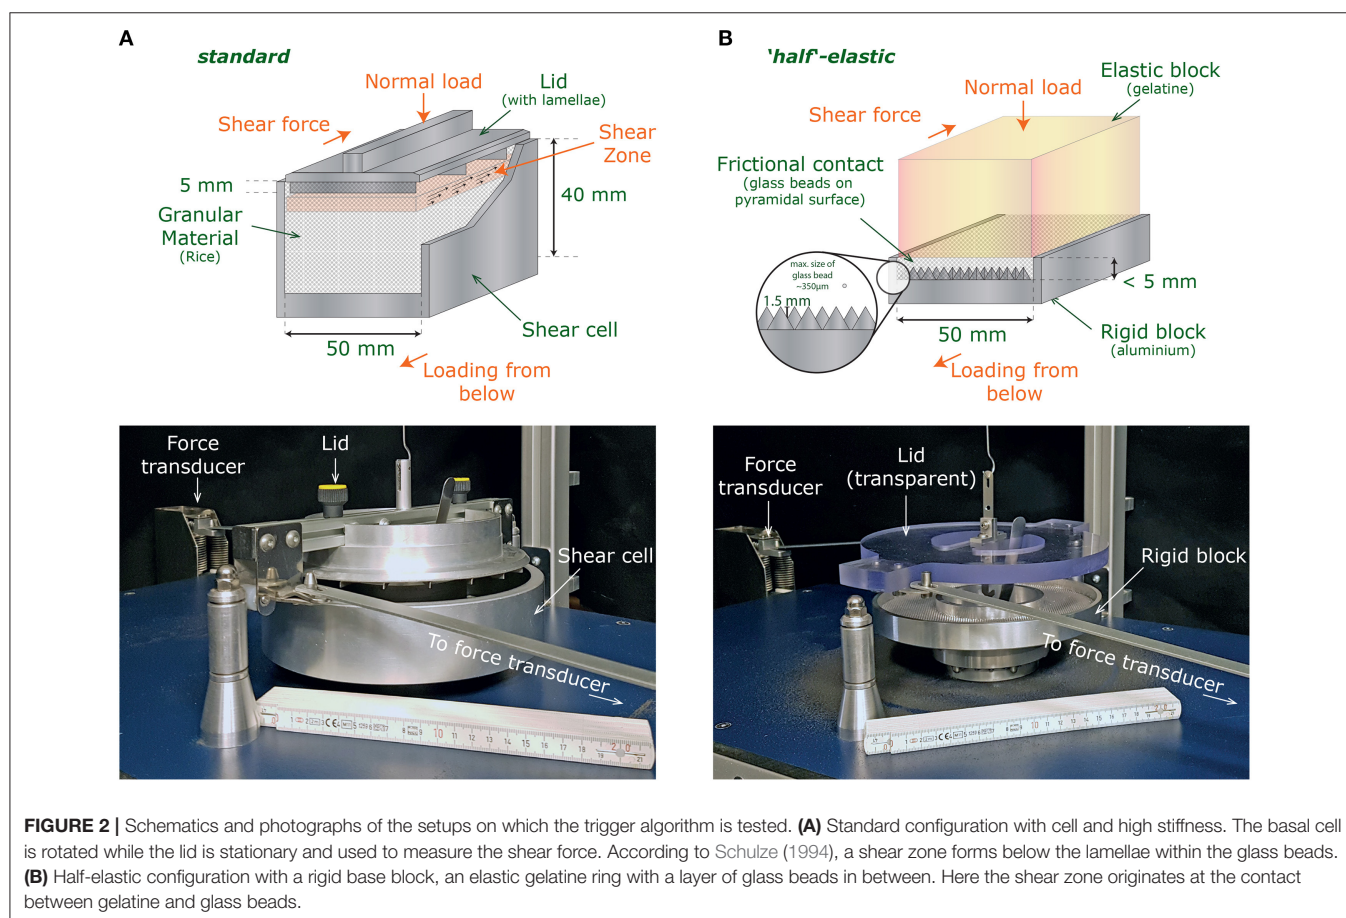 A
standard
Normal load
Lid
(with lamellae)
Shear force
Shear
Zone
5 mm
40 mm
Granular
Material
(Rice)
Shear cell
50 mm
Loading from
below
B
'half'-elastic
Elastic block
(gelatine)
Normal load
Shear force
Frictional contact
(glass beads on
pyramidal surface)
max. size of
glass bead
~350µm
1.5 mm
< 5 mm
50 mm
Rigid block
(aluminium)
Loading from
below
Force
transducer
Lid
Shear cell
To force transducer
Force
transducer
Lid
(transparent)
Rigid block
To force transducer
FIGURE 2 | Schematics and photographs of the setups on which the trigger algorithm is tested. (A) Standard configuration with cell and high stiffness. The basal cell
is rotated while the lid is stationary and used to measure the shear force. According to Schulze (1994), a shear zone forms below the lamellae within the glass beads.
(B) Half-elastic configuration with a rigid base block, an elastic gelatine ring with a layer of glass beads in between. Here the shear zone originates at the contact
between gelatine and glass beads.